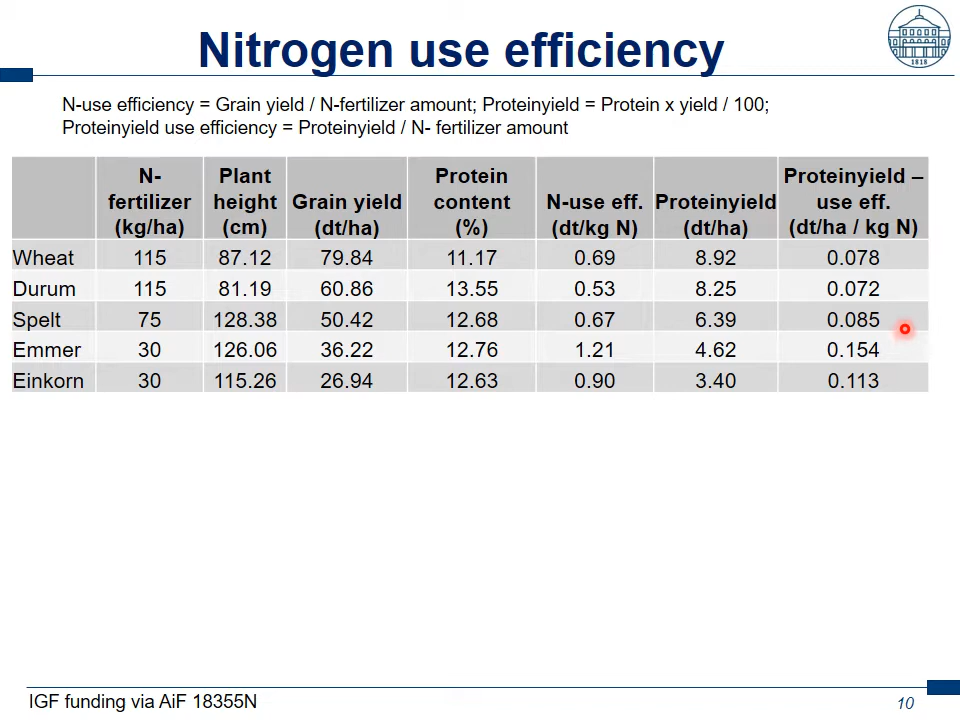 Nitrogen use efficiency
1818
N-use efficiency = Grain yield / N-fertilizer amount; Proteinyield = Protein x yield / 100;
Proteinyield use efficiency = Proteinyield / N- fertilizer amount
N-fertilizer (kg/ha) Plant height (cm) Grain yield (dt/ha) Protein content (%) N-use eff. (dt/kg N) Proteinyield (dt/ha) Proteinyield – use eff. (dt/ha / kg N)
Wheat 115 87.12 79.84 11.17 0.69 8.92 0.078
Durum 115 81.19 60.86 13.55 0.53 8.25 0.072
Spelt 75 128.38 50.42 12.68 0.67 6.39 0.085
Emmer 30 126.06 36.22 12.76 1.21 4.62 0.154
Einkorn 30 115.26 26.94 12.63 0.90 3.40 0.113
IGF funding via AiF 18355N
10